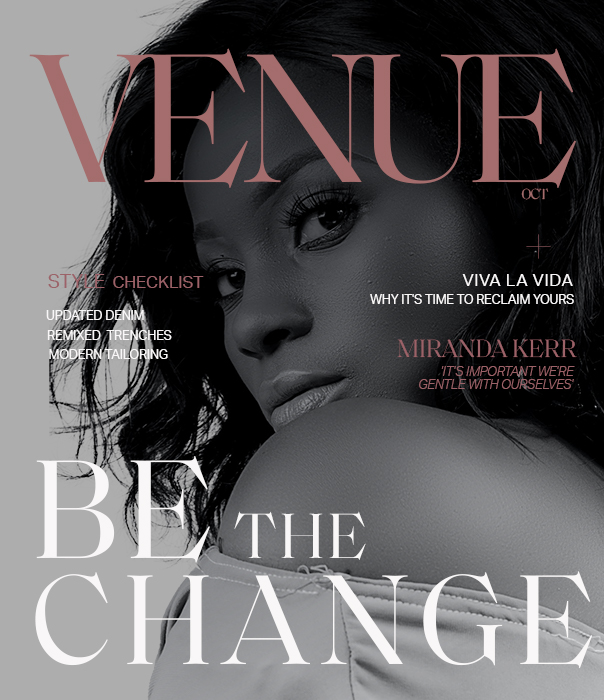 VENUE
OCT
STYLE CHECKLIST
UPDATED DENIM
REMIXED TRENCHES
MODERN TAILORING
VIVA LA VIDA
WHY IT'S TIME TO RECLAIM YOURS
MIRANDA KERR
'IT'S IMPORTANT WE'RE
GENTLE WITH OURSELVES'
BE THE
CHANGE